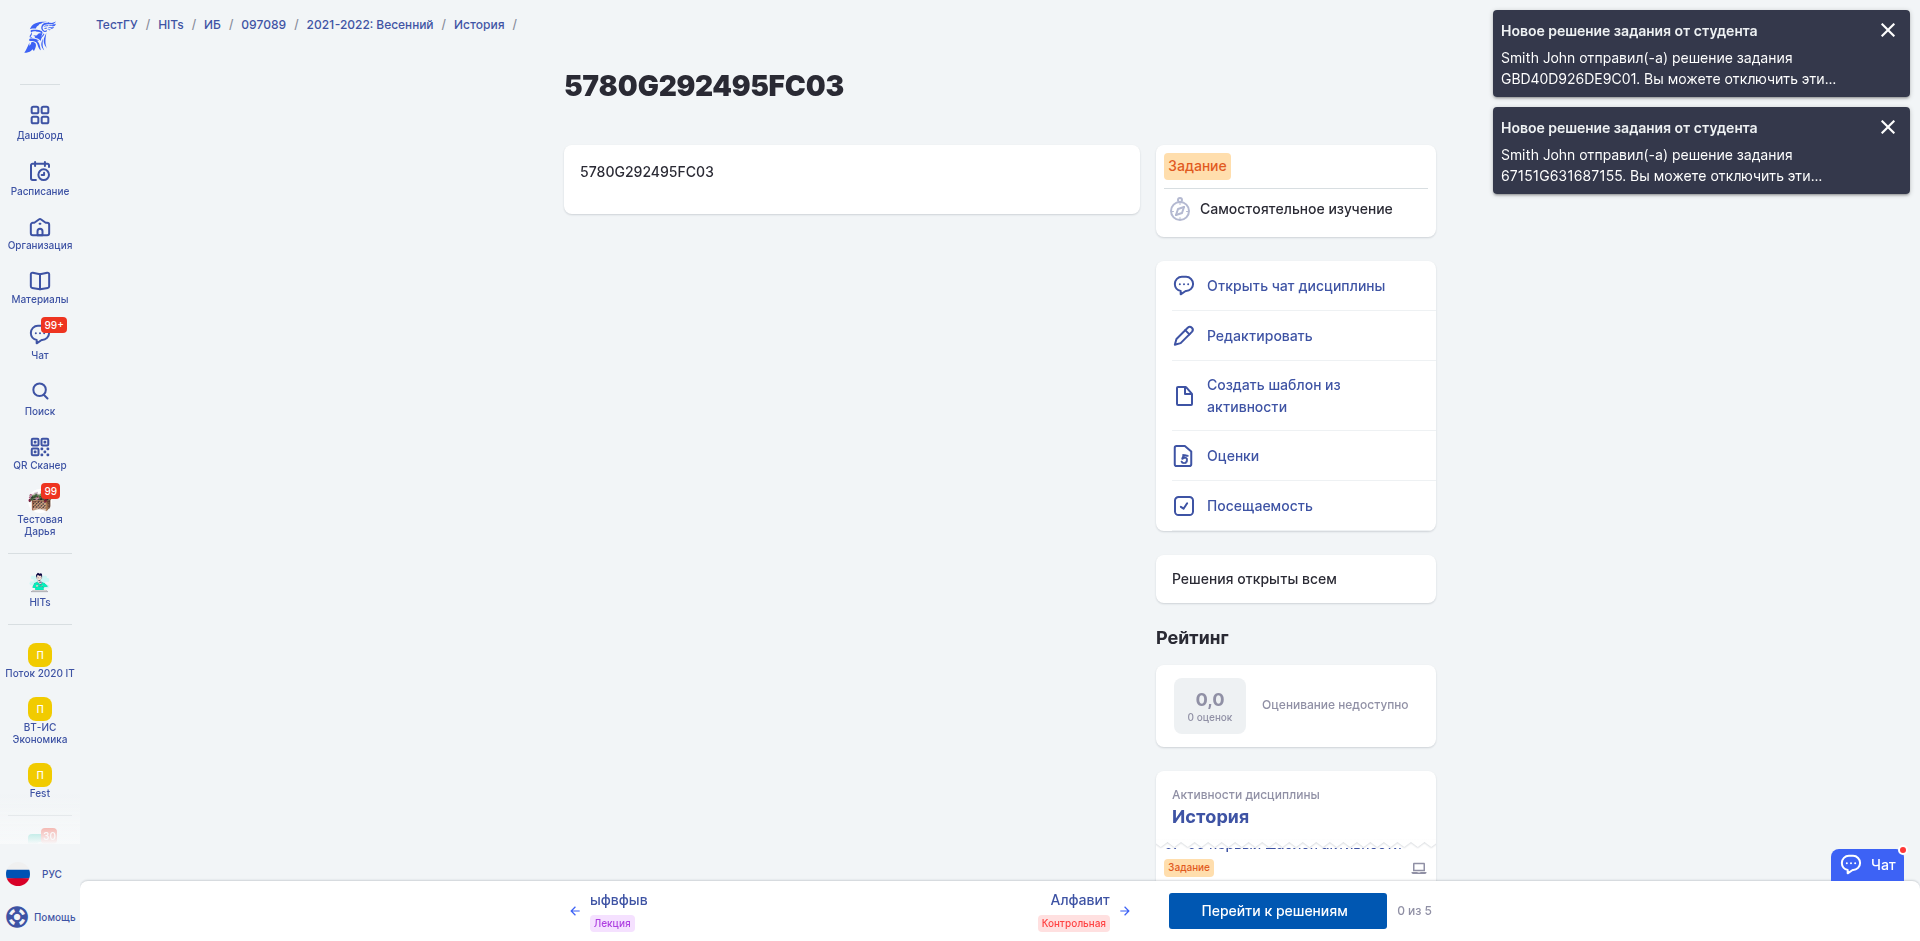 ТестГУ / HITs / ИБ / 097089 / 2021-2022: Весенний / История /
Дашборд
Расписание
Организация
Материалы
99+
Чат
Поиск
QR Сканер
99
Тестовая
Дарья
HITs
П
Поток 2020 IT
П
ВТ-ИС
Экономика
П
Fest
30
РУС
Помощь
5780G292495FC03
5780G292495FC03
Задание
Самостоятельное изучение
Открыть чат дисциплины
Редактировать
Создать шаблон из
активности
Оценки
Посещаемость
Решения открыты всем
Рейтинг
0,0
0 оценок
Оценивание недоступно
Активности дисциплины
История
Задание
Новое решение задания от студента
Smith John отправил(-а) решение задания
GBD40D926DE9C01. Вы можете отключить эти...
Новое решение задания от студента
Smith John отправил(-а) решение задания
67151G631687155. Вы можете отключить эти...
Чат
ыфвфыв
Лекция
Алфавит
Контрольная
Перейти к решениям
0 из 5